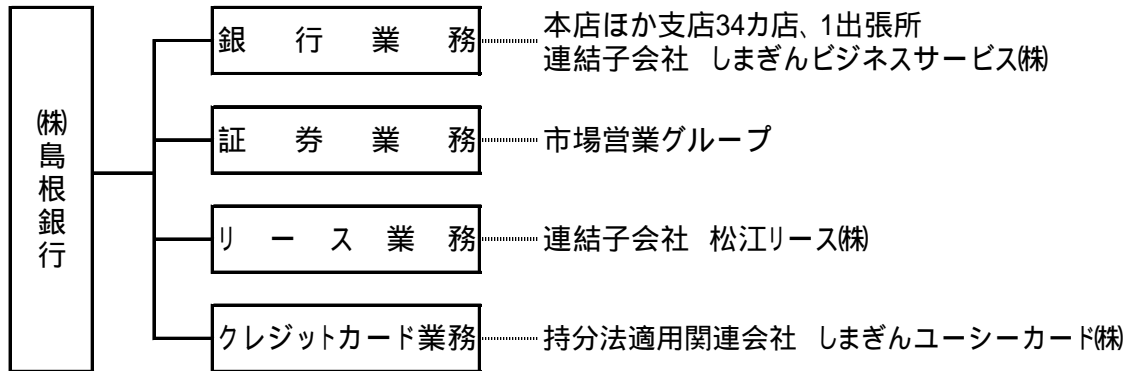 ㈱島根銀行
銀行業務
本店ほか支店34カ店、1出張所
連結子会社 しまぎんビジネスサービス㈱
証券業務
市場営業グループ
リース業務
連結子会社 松江リース㈱
クレジットカード業務
持分法適用関連会社 しまぎんユーシーカード㈱